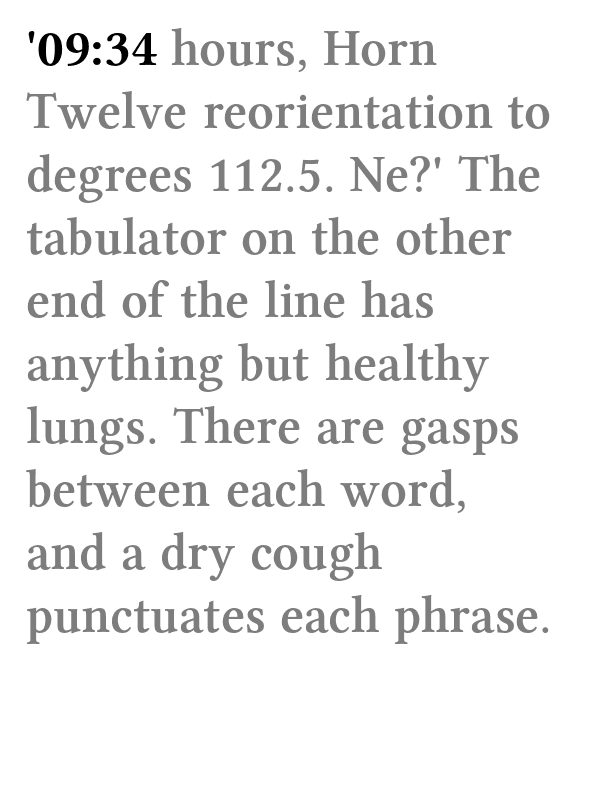 '09:34 hours, Horn
Twelve reorientation to
degrees 112.5. Ne?' The
tabulator on the other
end of the line has
anything but healthy
lungs. There are gasps
between each word,
and a dry cough
punctuates each phrase.